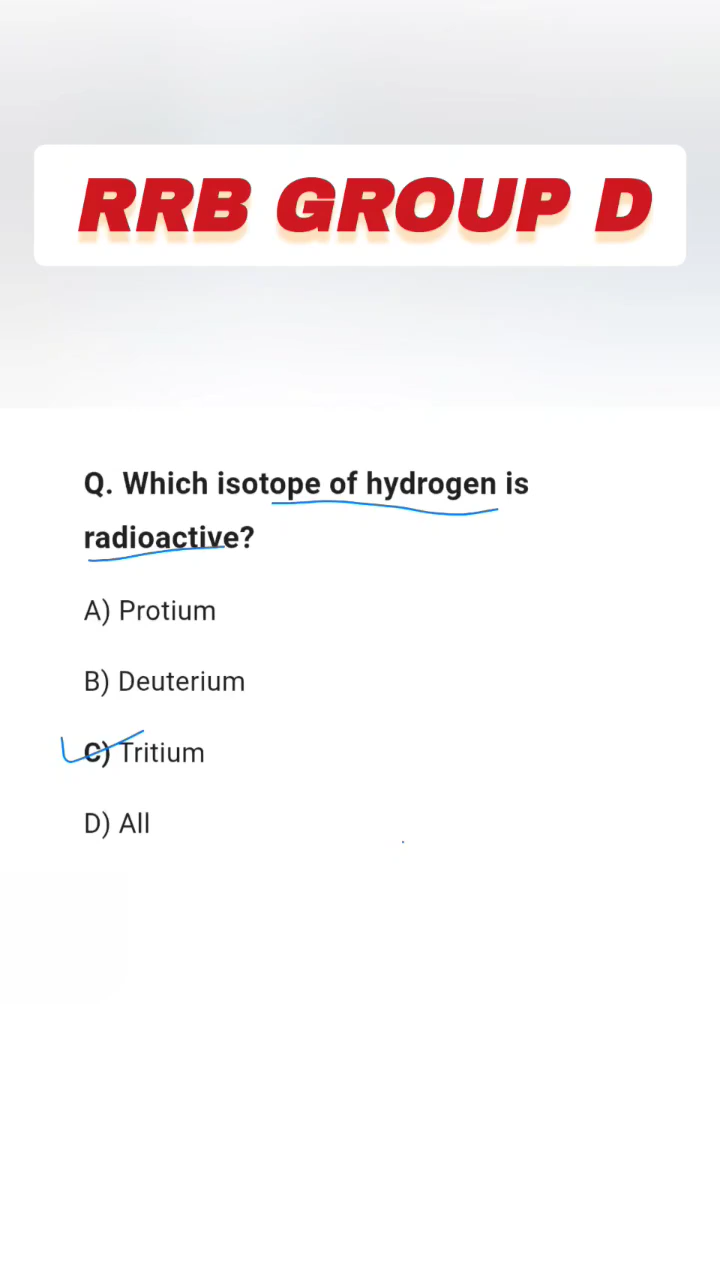 RRB GROUP D
Q. Which isotope of hydrogen is
radioactive?
A) Protium
B) Deuterium
C) Tritium
D) All